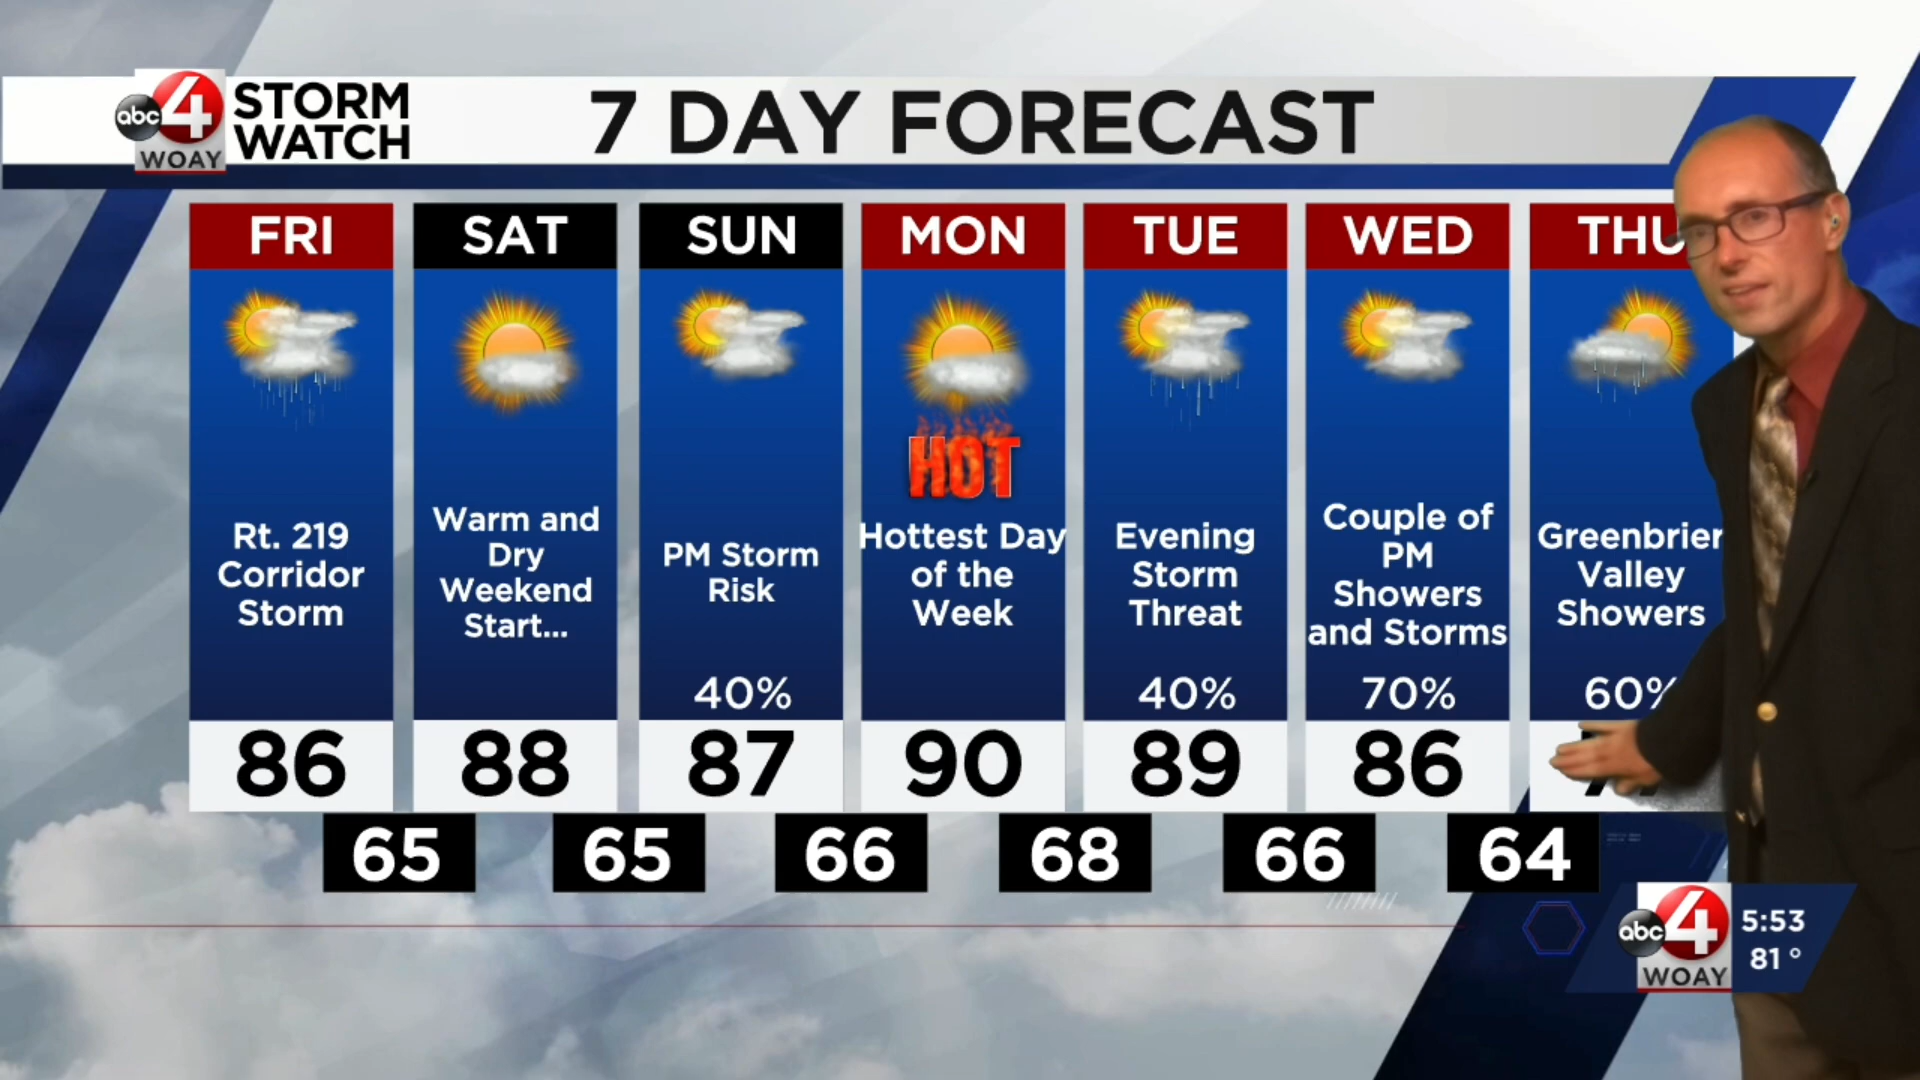 abc 4 WOAY
STORM
WATCH
7 DAY FORECAST
FRI
Rt. 219
Corridor
Storm
86
65
SAT
Warm and
Dry
Weekend
Start...
88
65
SUN
PM Storm
Risk
40%
87
66
MON
HOT
Hottest Day
of the
Week
90
68
TUE
Evening
Storm
Threat
40%
89
66
WED
Couple of
PM
Showers
and Storms
70%
86
64
THU
Greenbrier
Valley
Showers
60%
abc 4 WOAY
5:53
81°